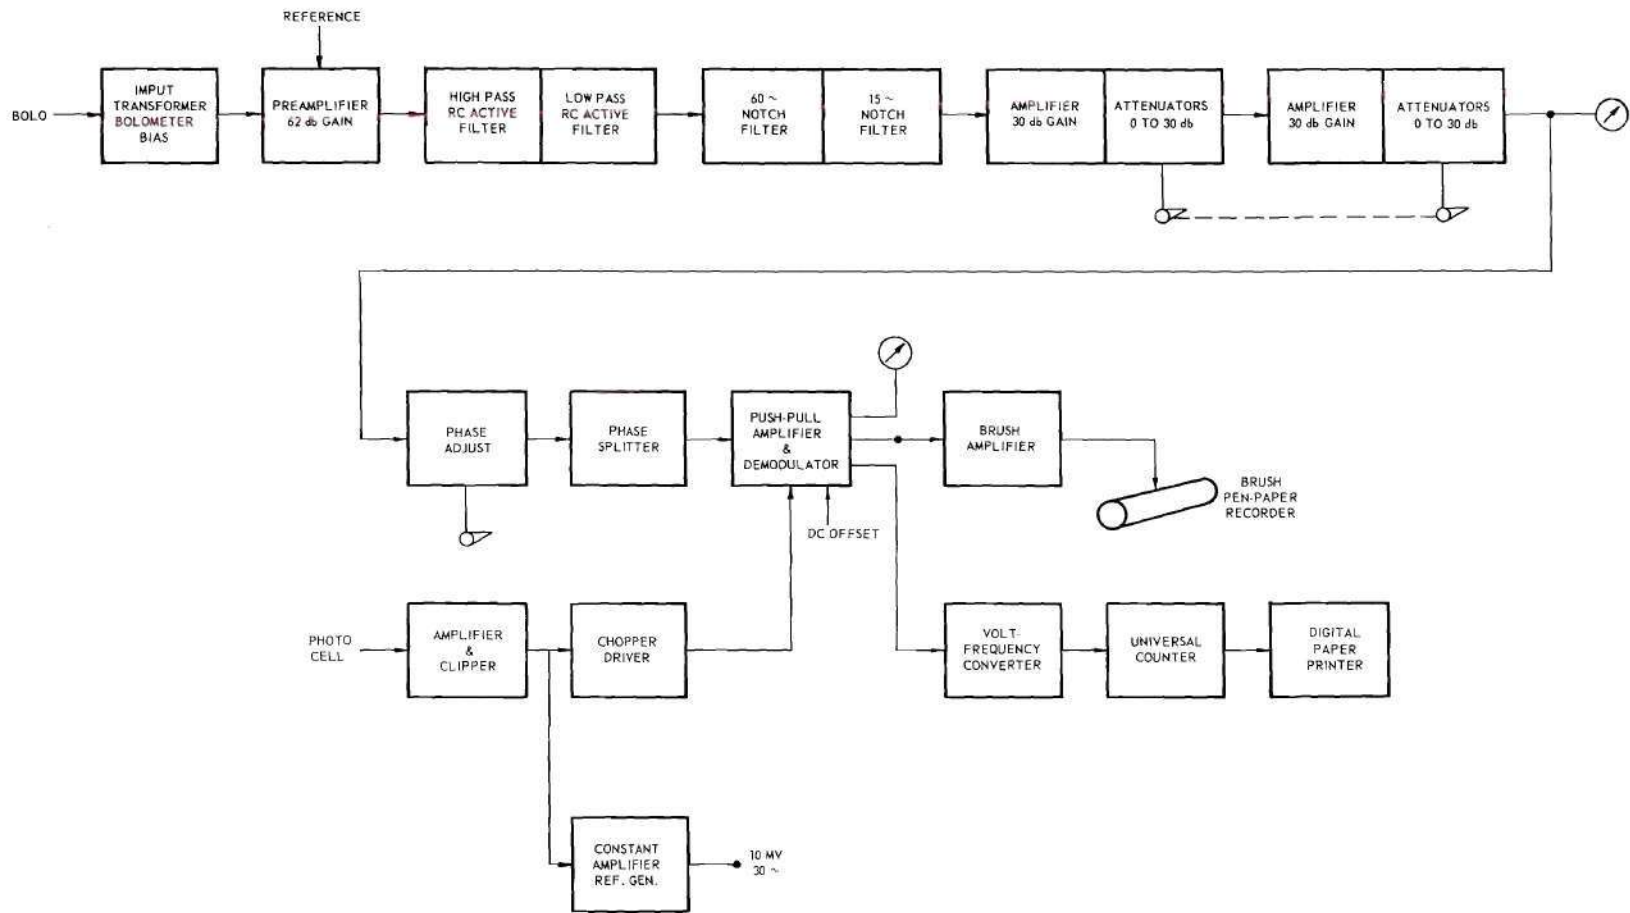 REFERENCE
BOLO
IMPUT
TRANSFORMER
BOLOMETER
BIAS
PREAMPLIFIER
62 db GAIN
HIGH PASS
RC ACTIVE
FILTER
LOW PASS
RC ACTIVE
FILTER
60 ~
NOTCH
FILTER
15 ~
NOTCH
FILTER
AMPLIFIER
30 db GAIN
ATTENUATORS
0 TO 30 db
AMPLIFIER
30 db GAIN
ATTENUATORS
0 TO 30 db
PHASE
ADJUST
PHASE
SPLITTER
PUSH-PULL
AMPLIFIER
&
DEMODULATOR
BRUSH
AMPLIFIER
BRUSH
PEN-PAPER
RECORDER
DC OFFSET
PHOTO
CELL
AMPLIFIER
&
CLIPPER
CHOPPER
DRIVER
VOLT-
FREQUENCY
CONVERTER
UNIVERSAL
COUNTER
DIGITAL
PAPER
PRINTER
CONSTANT
AMPLIFIER
REF. GEN.
10 MV
30 ~